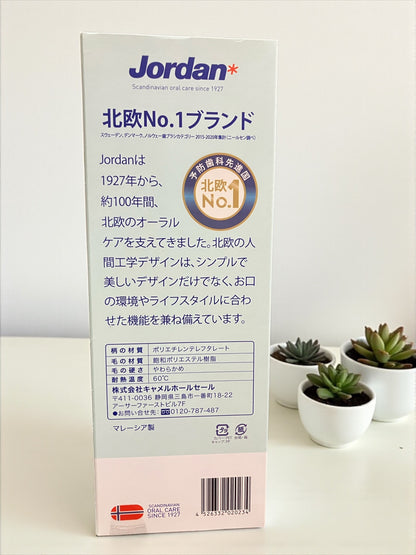 Jordan*
Scandinavian oral care since 1927
北欧No.1ブランド
スウェーデン、デンマーク、ノルウェー歯ブラシカテゴリー 2015-2020年集計(ニールセン調べ)
Jordanは
1927年から、
約100年間、
北欧のオーラル
ケアを支えてきました。北欧の人
間工学デザインは、シンプルで
美しいデザインだけでなく、お口
の環境やライフスタイルに合わ
せた機能を兼ね備えています。
予防歯科先進国
北欧
No.1
柄の材質 ポリエチレンテレフタレート
毛の材質 飽和ポリエステル樹脂
毛の硬さ やわらかめ
耐熱温度 60℃
株式会社キャメルホールセール
〒411-0036 静岡県三島市一番町18-22
アーサーファーストビル7F
●お問い合せ先: 0120-787-487
マレーシア製
プラ
紙
SCANDINAVIAN
ORAL CARE
SINCE 1927
4 526332 020234